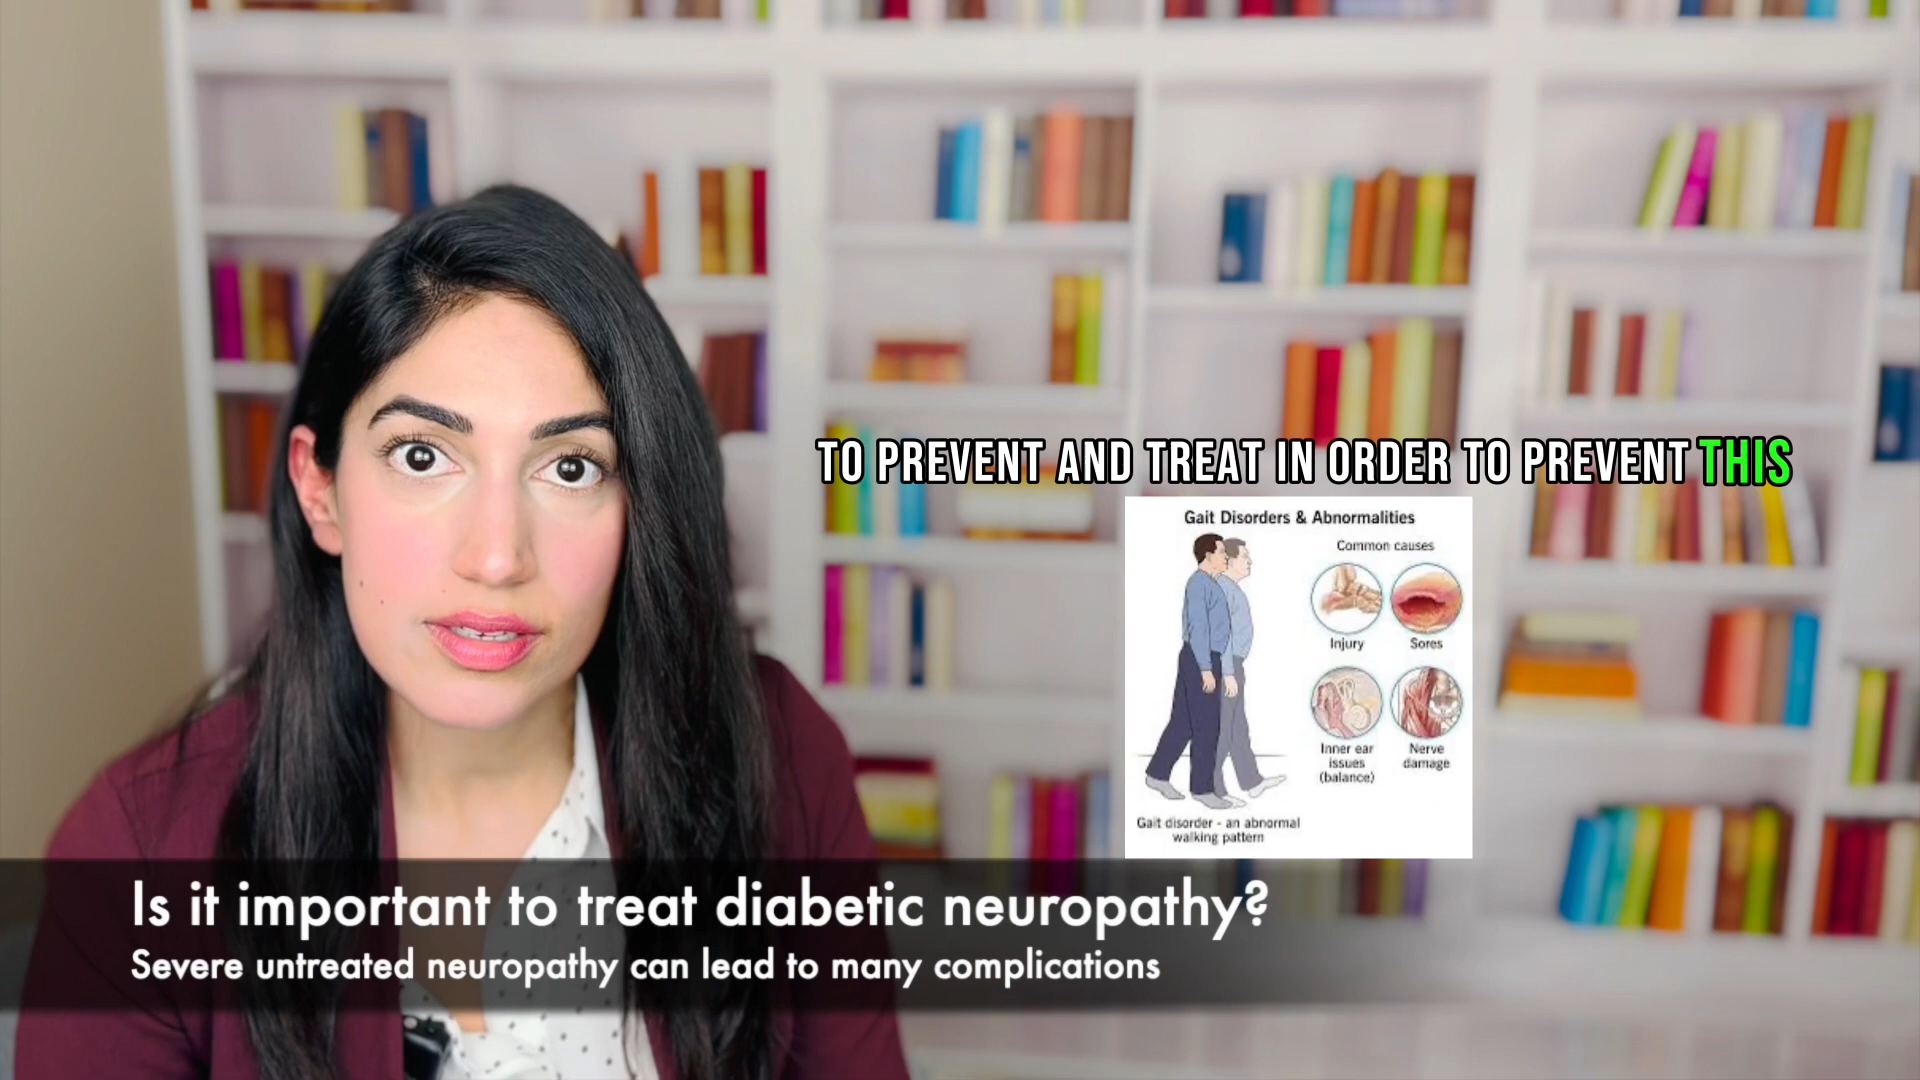 TO PREVENT AND TREAT IN ORDER TO PREVENT THIS
Gait Disorders & Abnormalities
Common causes
Injury
Sores
Inner ear
issues
(balance)
Nerve
damage
Gait disorder - an abnormal
walking pattern
Is it important to treat diabetic neuropathy?
Severe untreated neuropathy can lead to many complications